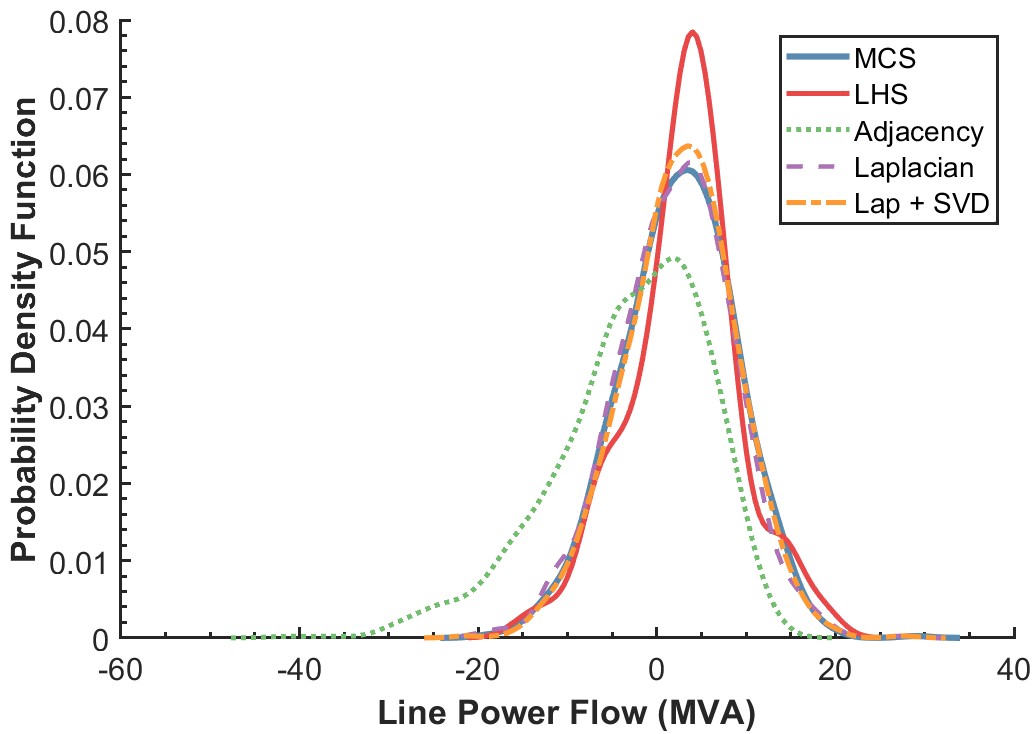 0.08
0.07
0.06
0.05
0.04
0.03
0.02
0.01
0
-60
-40
-20
0
20
40
Probability Density Function
Line Power Flow (MVA)
MCS
LHS
Adjacency
Laplacian
Lap + SVD